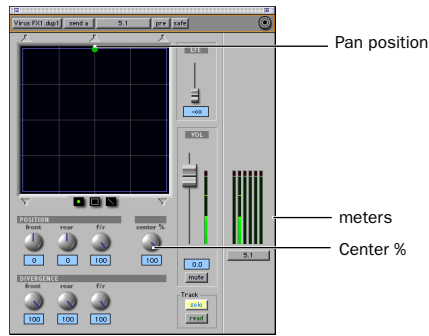 Virus FX1.dup1 send a 5.1 pre safe
Pan position
LFE
-oo
VOL
meters
POSITION
front rear f/r center %
Center %
0 0 100 100
5.1
0.0
mute
DIVERGENCE
front rear f/r
100 100 100
Track
solo
read